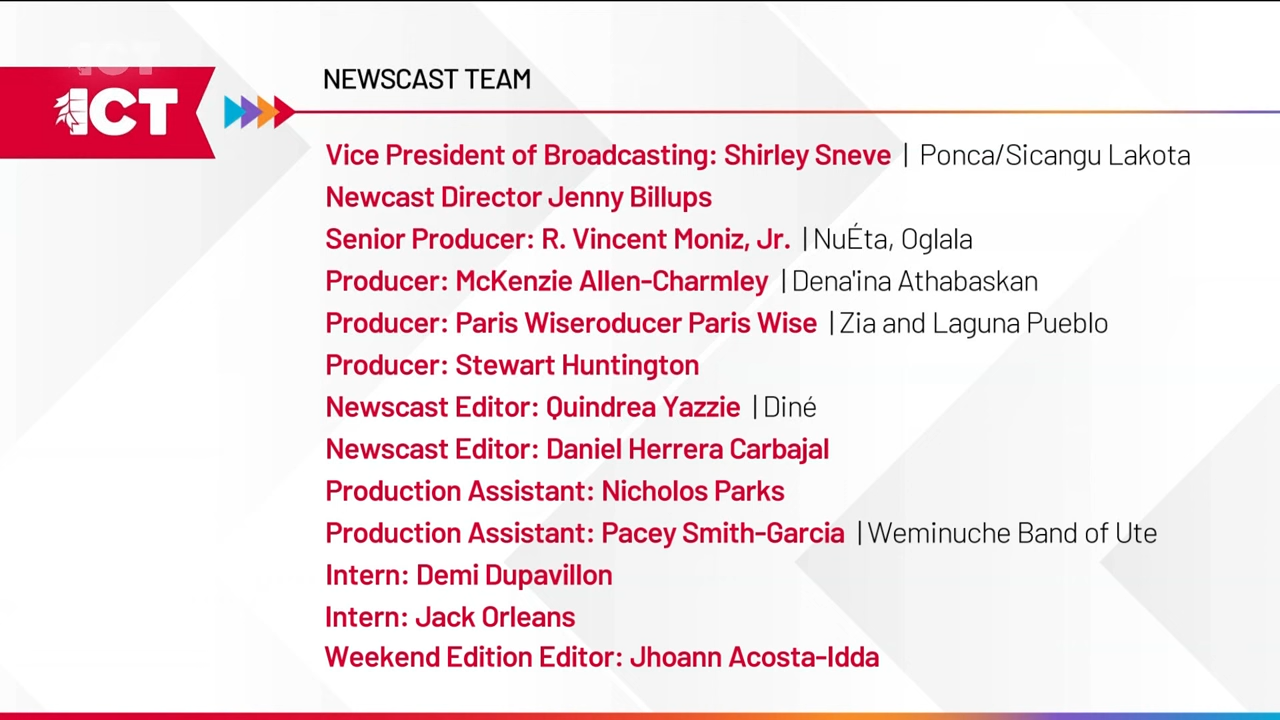 ICT
ICT
NEWSCAST TEAM
Vice President of Broadcasting: Shirley Sneve | Ponca/Sicangu Lakota
Newcast Director Jenny Billups
Senior Producer: R. Vincent Moniz, Jr. | NuÉta, Oglala
Producer: McKenzie Allen-Charmley | Dena'ina Athabaskan
Producer: Paris Wiseroducer Paris Wise | Zia and Laguna Pueblo
Producer: Stewart Huntington
Newscast Editor: Quindrea Yazzie | Diné
Newscast Editor: Daniel Herrera Carbajal
Production Assistant: Nicholos Parks
Production Assistant: Pacey Smith-Garcia | Weminuche Band of Ute
Intern: Demi Dupavillon
Intern: Jack Orleans
Weekend Edition Editor: Jhoann Acosta-Idda